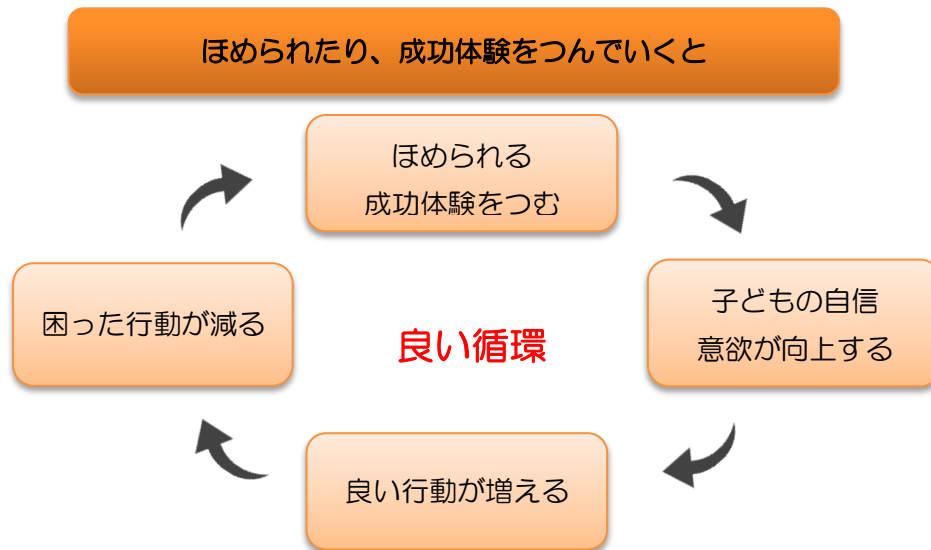 ほめられたり、成功体験をつんでいくと
ほめられる
成功体験をつむ
子どもの自信
意欲が向上する
良い行動が増える
困った行動が減る
良い循環